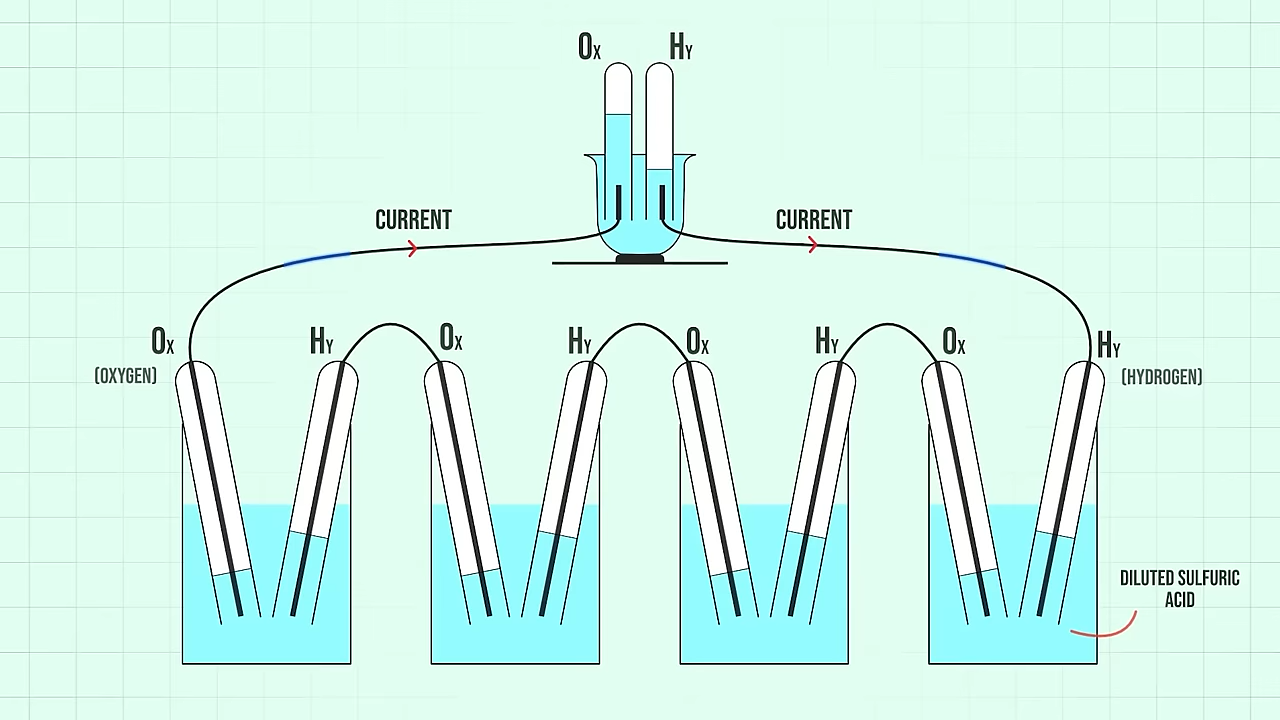 Ox Hy
CURRENT CURRENT
Ox Hy Ox Hy Ox Hy Ox Hy
(OXYGEN) (HYDROGEN)
DILUTED SULFURIC
ACID